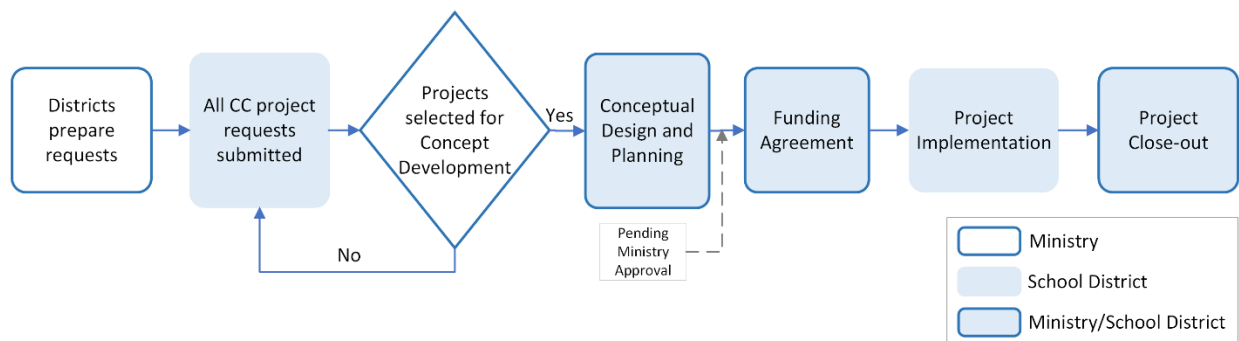 Districts
prepare
requests
All CC project
requests
submitted
Projects
selected for
Concept
Development
Yes
No
Conceptual
Design and
Planning
Pending
Ministry
Approval
Funding
Agreement
Project
Implementation
Project
Close-out
Ministry
School District
Ministry/School District